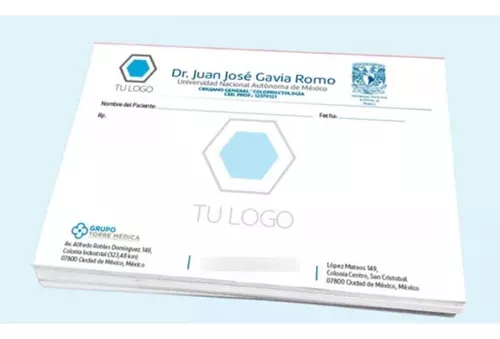 TU LOGO
Dr. Juan José Gavia Romo
Universidad Nacional Autónoma de México
CIRUJANO GENERAL * COLOPROCTOLOGÍA
CED. PROF.: 12370121
Nombre del Paciente:
Fecha:
Rp.
TU LOGO
GRUPO
TORRE MÉDICA
Av. Alfredo Robles Domínguez 149,
Colonia Industrial (323,48 km)
07800 Ciudad de México, México
López Mateos 149,
Colonia Centro, San Cristobal
07800 Ciudad de México, México